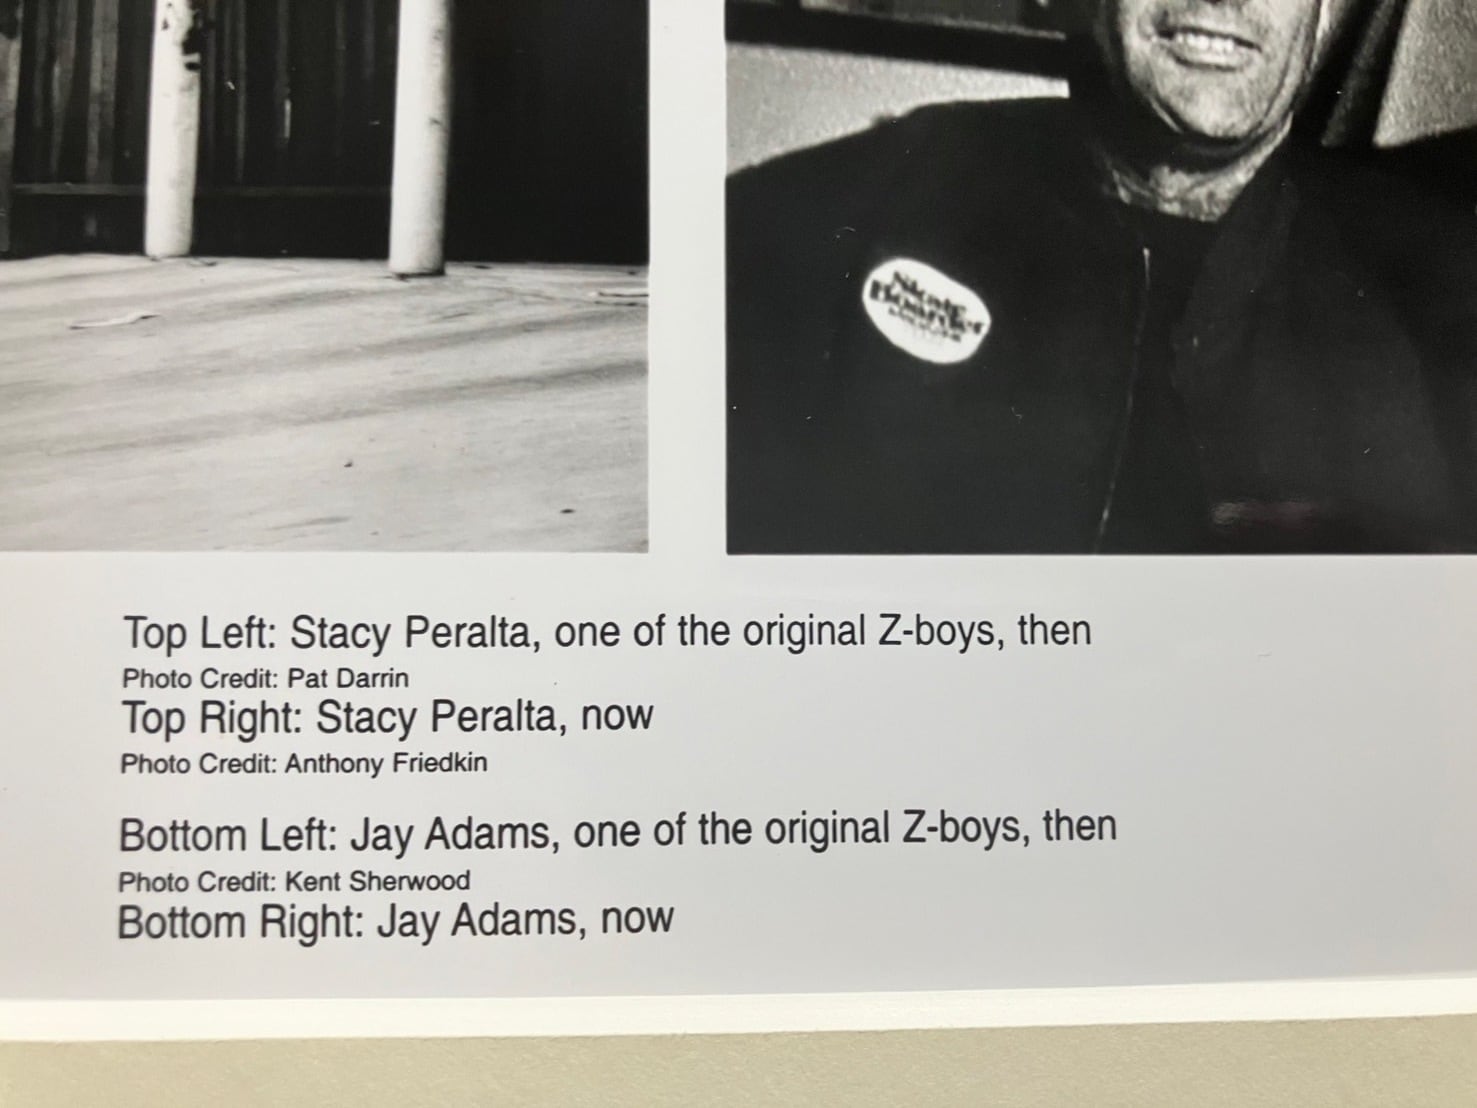 Skate
Boarder
Top Left: Stacy Peralta, one of the original Z-boys, then
Photo Credit: Pat Darrin
Top Right: Stacy Peralta, now
Photo Credit: Anthony Friedkin
Bottom Left: Jay Adams, one of the original Z-boys, then
Photo Credit: Kent Sherwood
Bottom Right: Jay Adams, now